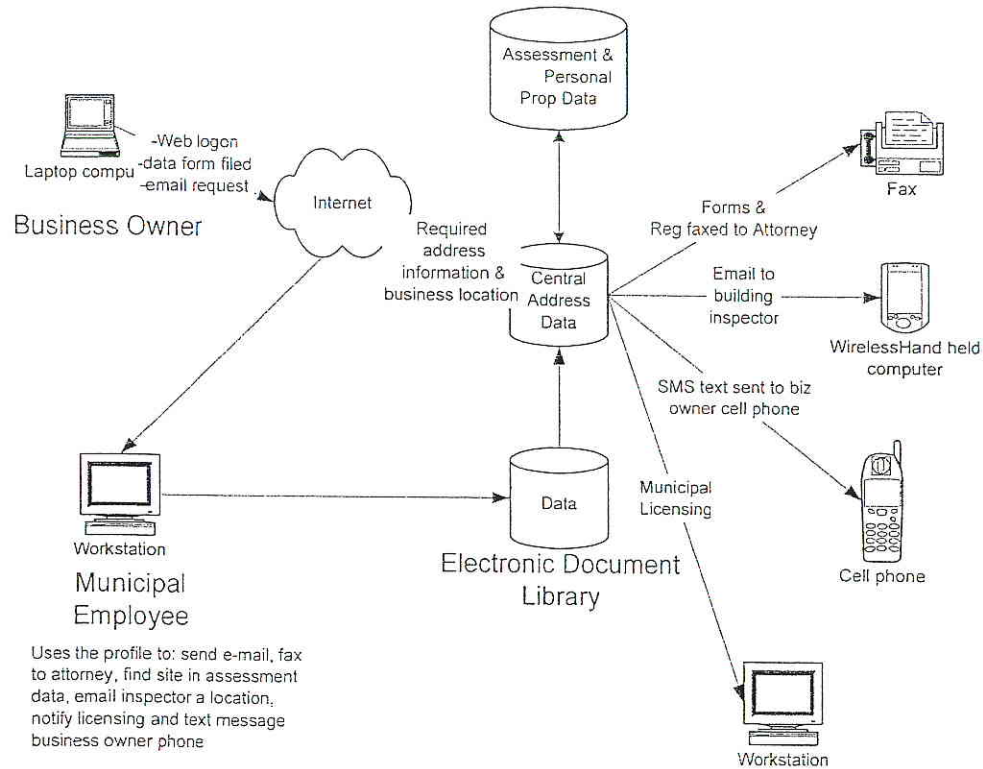 Assessment &
Personal
Prop Data
-Web logon
-data form filed
-email request
Laptop compu
Business Owner
Internet
Required
address
information &
business location
Central
Address
Data
Forms &
Reg faxed to Attorney
Fax
Email to
building
inspector
WirelessHand held
computer
SMS text sent to biz
owner cell phone
Cell phone
Municipal
Licensing
Data
Electronic Document
Library
Workstation
Municipal
Employee
Uses the profile to: send e-mail, fax
to attorney, find site in assessment
data, email inspector a location,
notify licensing and text message
business owner phone
Workstation